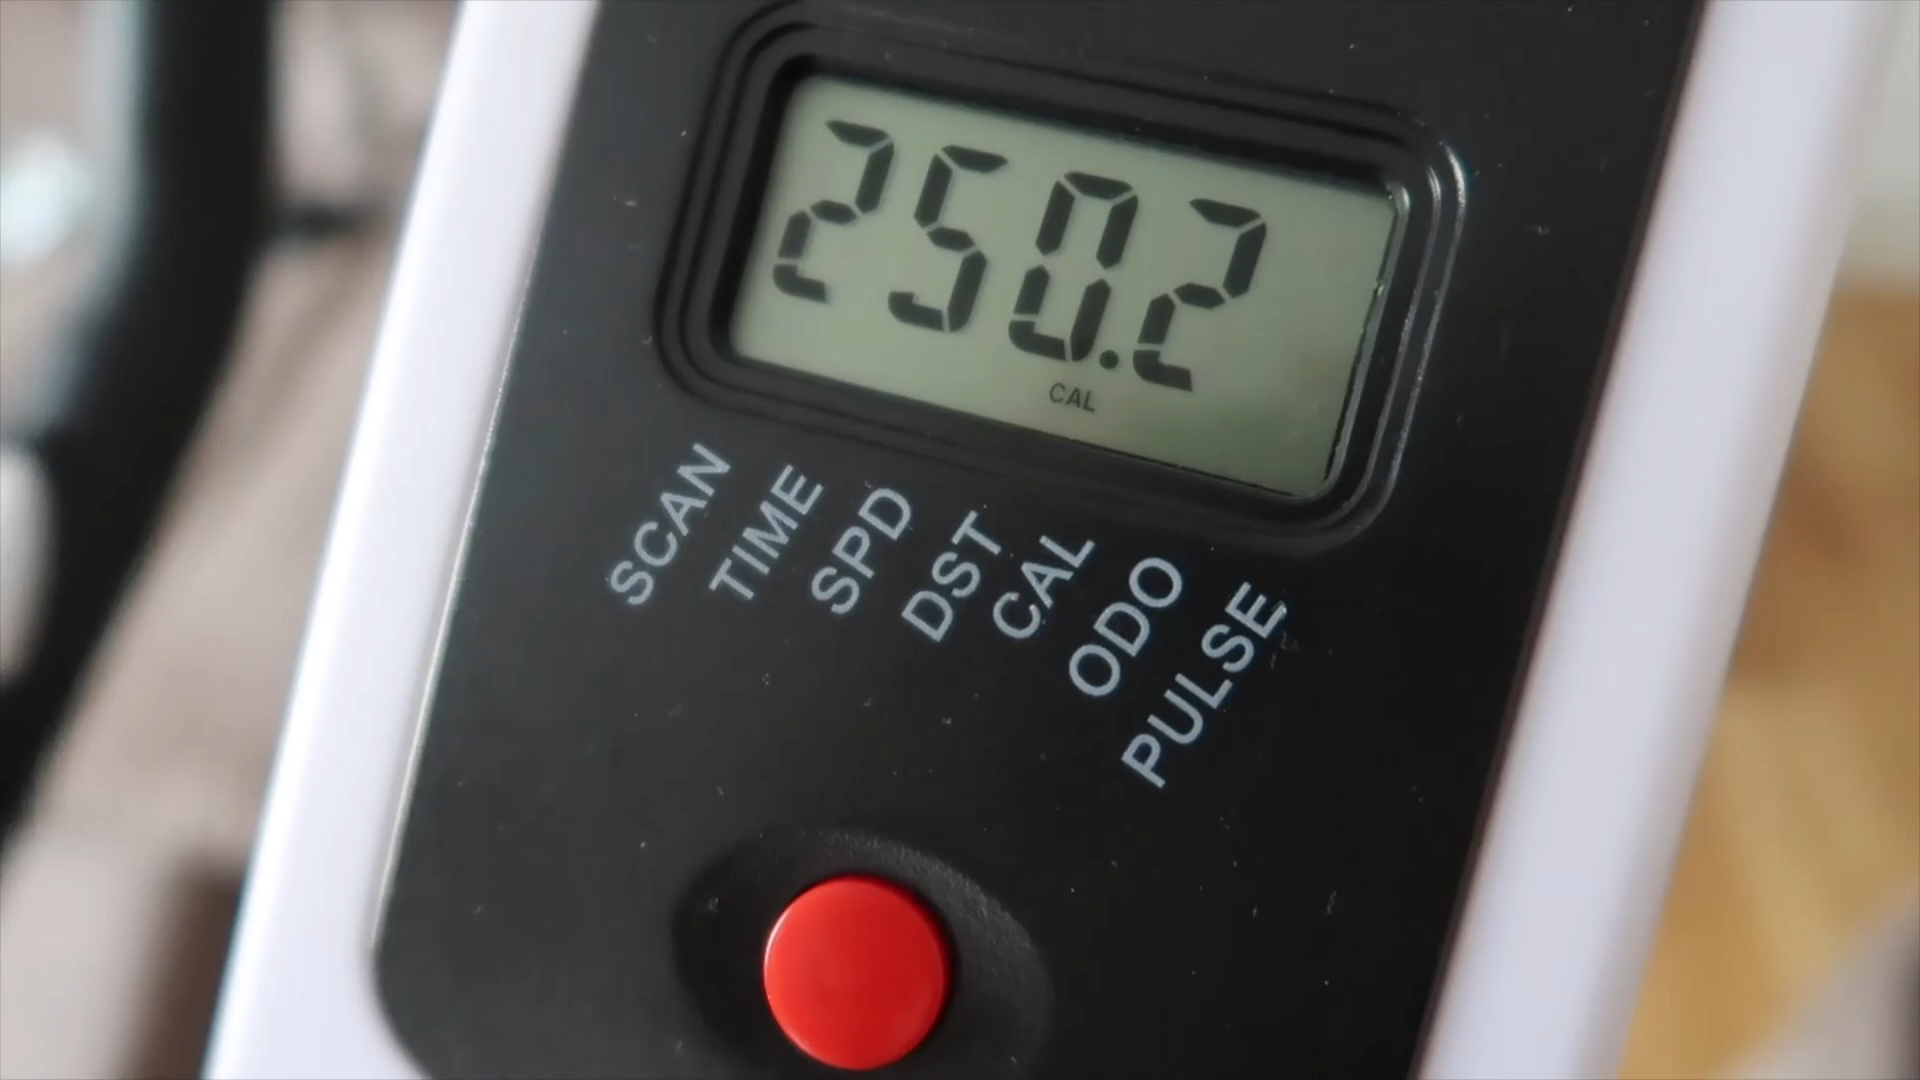 250.2
CAL
SCAN
TIME
SPD
DST
CAL
ODO
PULSE